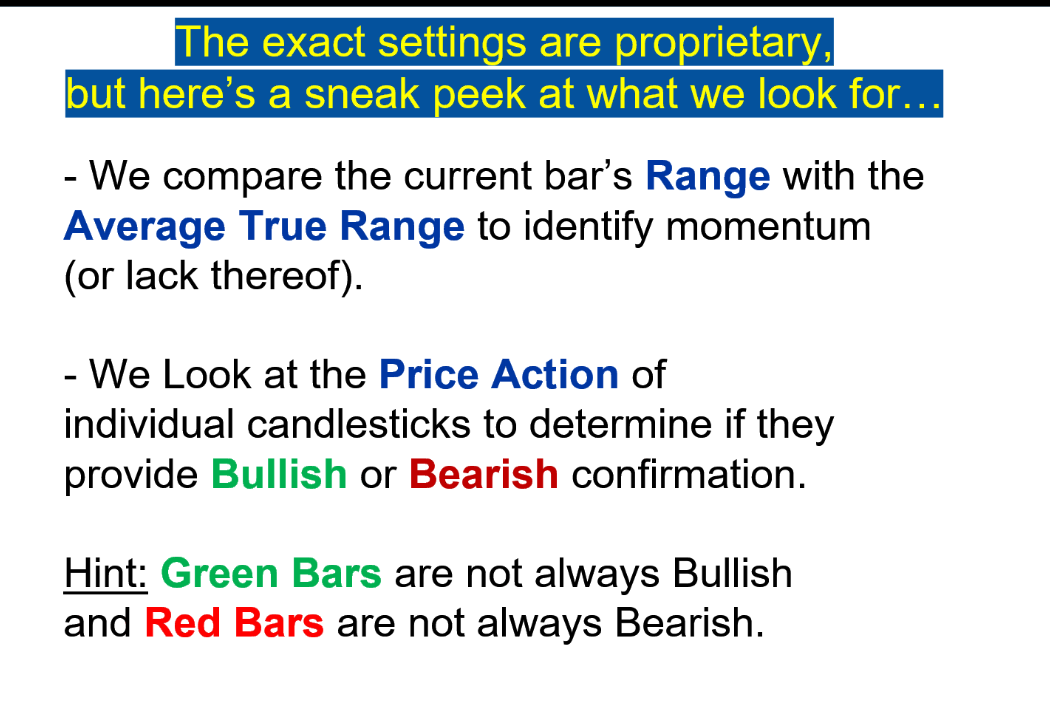 The exact settings are proprietary,
but here’s a sneak peek at what we look for…
- We compare the current bar’s Range with the
Average True Range to identify momentum
(or lack thereof).
- We Look at the Price Action of
individual candlesticks to determine if they
provide Bullish or Bearish confirmation.
Hint: Green Bars are not always Bullish
and Red Bars are not always Bearish.